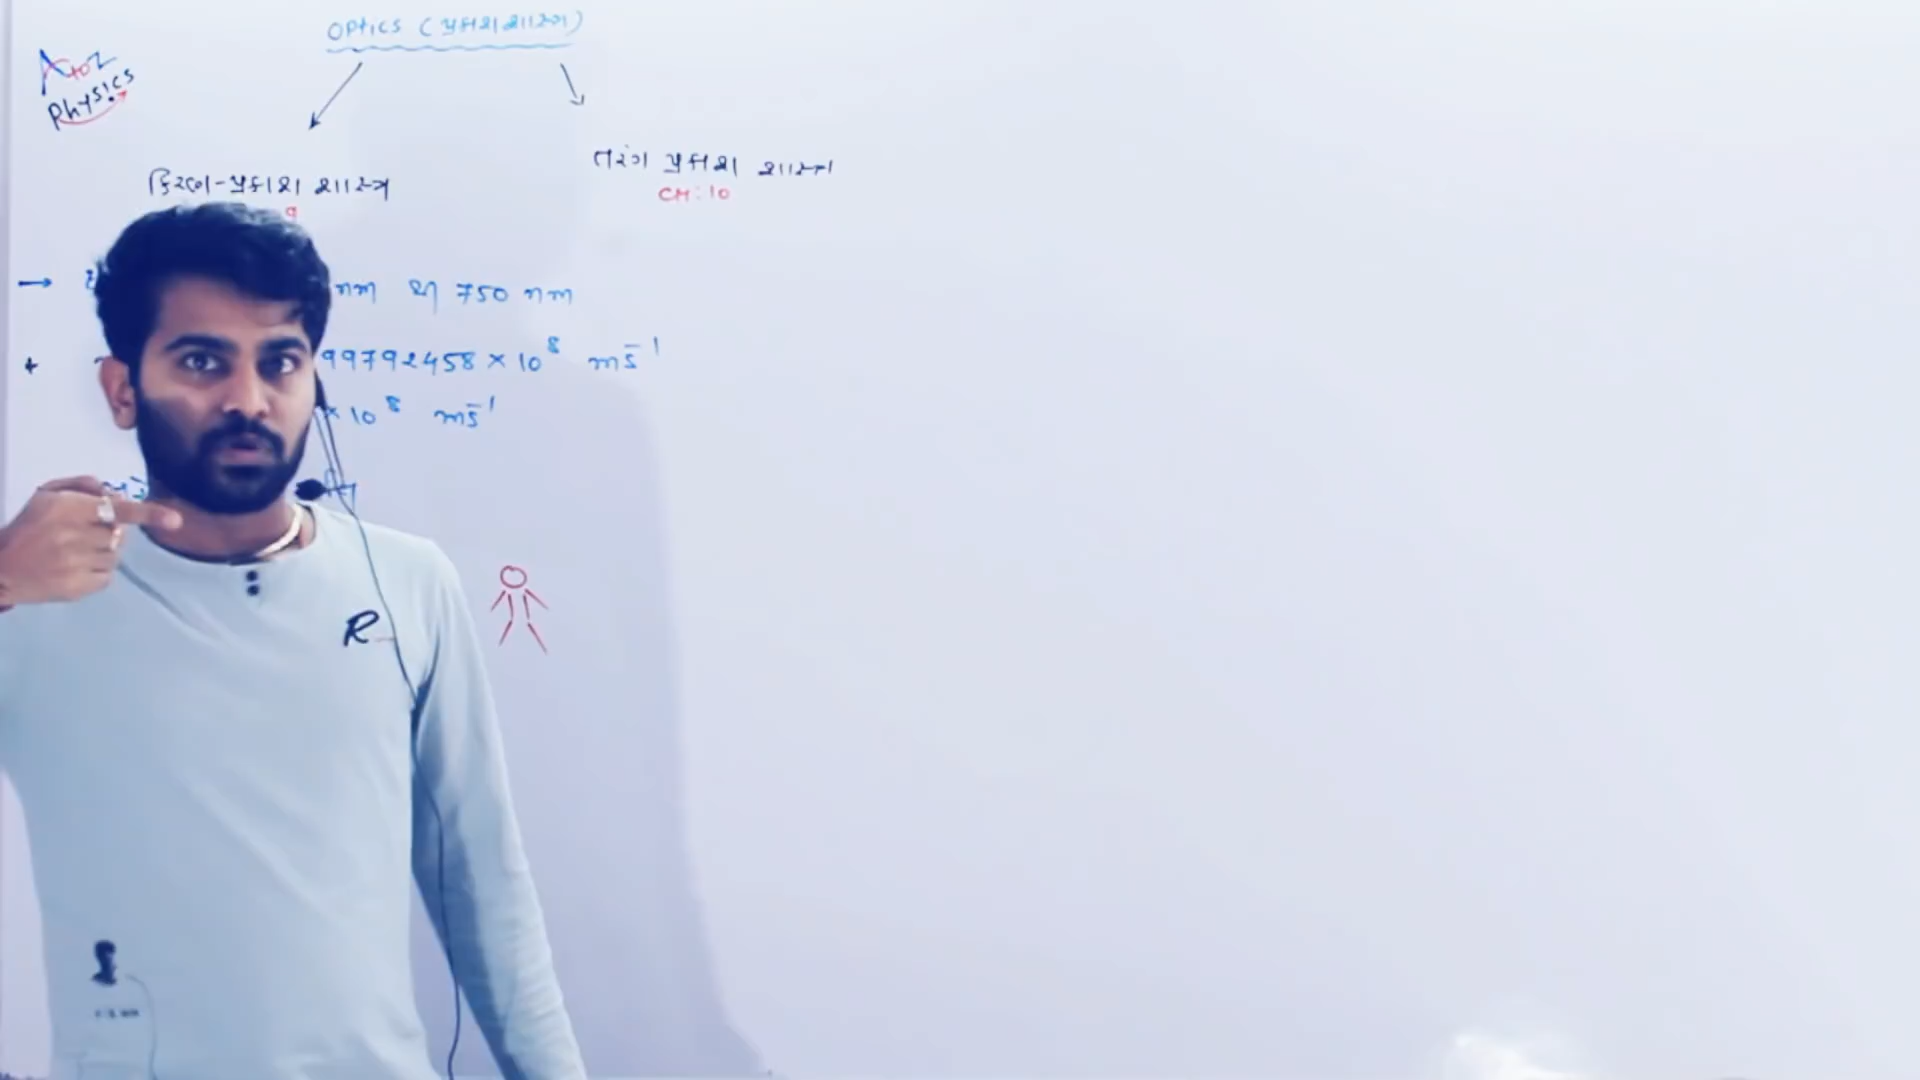 OPtics (પ્રકાશશાસ્ત્ર)
A to Z
Physics
કિરણ-પ્રકાશ શાસ્ત્ર
9
તરંગ પ્રકાશ શાસ્ત્ર
CH:10
→ nm થી 750 nm
+ 99792458 × 10⁸ ms⁻¹
× 10⁸ ms⁻¹
R